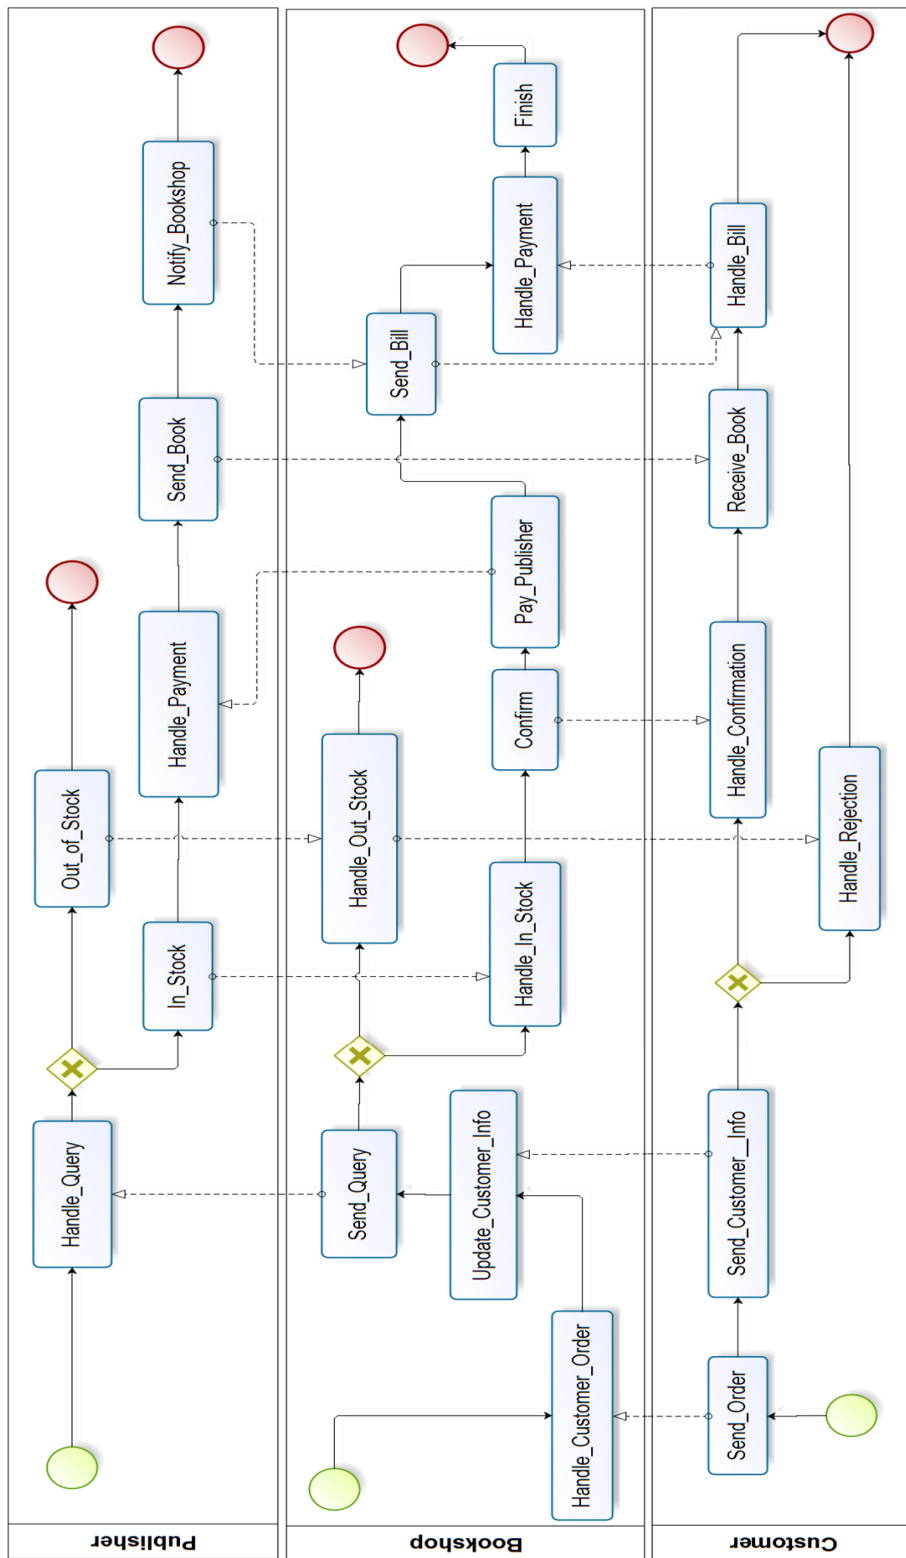 Publisher
Handle_Query
Out_of_Stock
In_Stock
Handle_Payment
Send_Book
Notify_Bookshop
Bookshop
Handle_Customer_Order
Update_Customer_Info
Send_Query
Handle_Out_Stock
Handle_In_Stock
Confirm
Pay_Publisher
Send_Bill
Handle_Payment
Finish
Customer
Send_Order
Send_Customer__Info
Handle_Confirmation
Handle_Rejection
Receive_Book
Handle_Bill